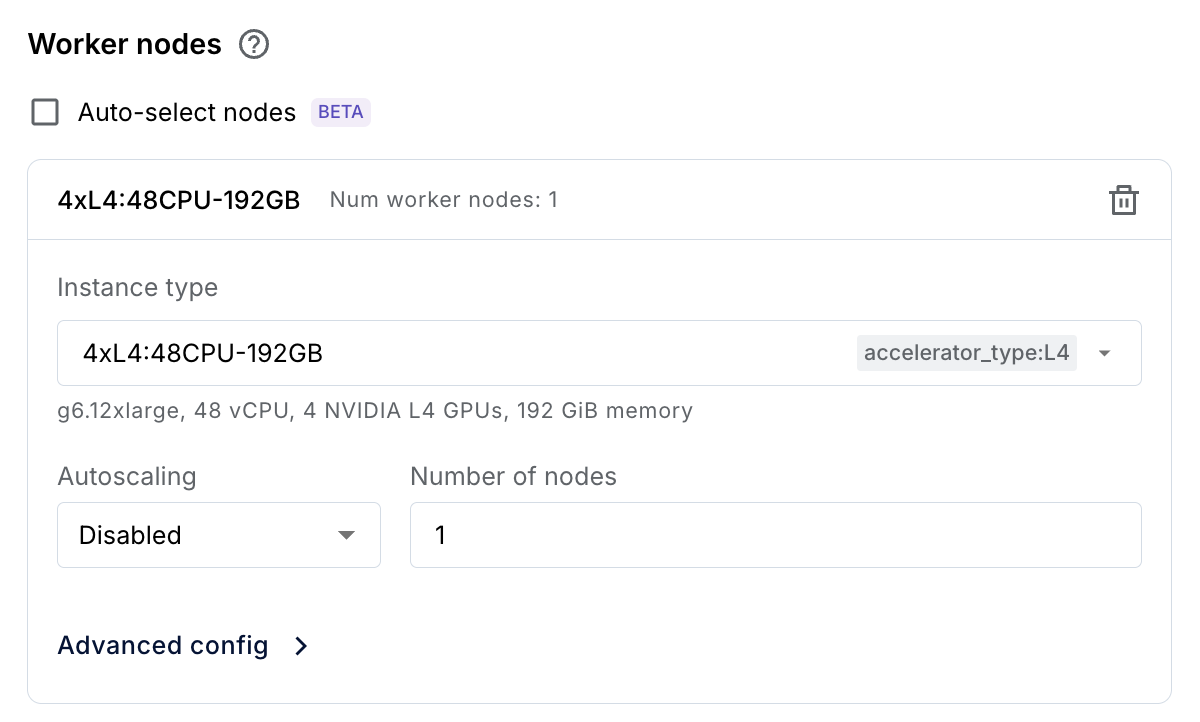 Worker nodes
Auto-select nodes BETA
4xL4:48CPU-192GB Num worker nodes: 1
Instance type
4xL4:48CPU-192GB accelerator_type:L4
g6.12xlarge, 48 vCPU, 4 NVIDIA L4 GPUs, 192 GiB memory
Autoscaling Number of nodes
Disabled 1
Advanced config